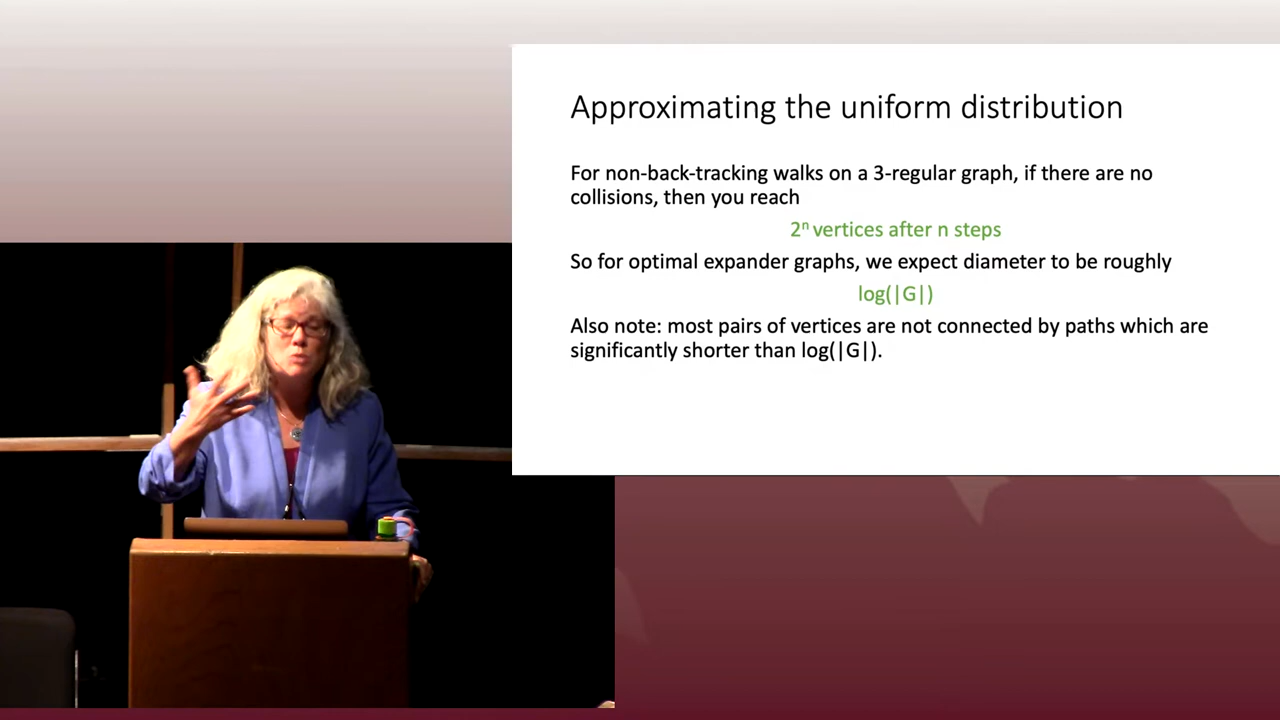 Approximating the uniform distribution
For non-back-tracking walks on a 3-regular graph, if there are no
collisions, then you reach
2ⁿ vertices after n steps
So for optimal expander graphs, we expect diameter to be roughly
log(|G|)
Also note: most pairs of vertices are not connected by paths which are
significantly shorter than log(|G|).